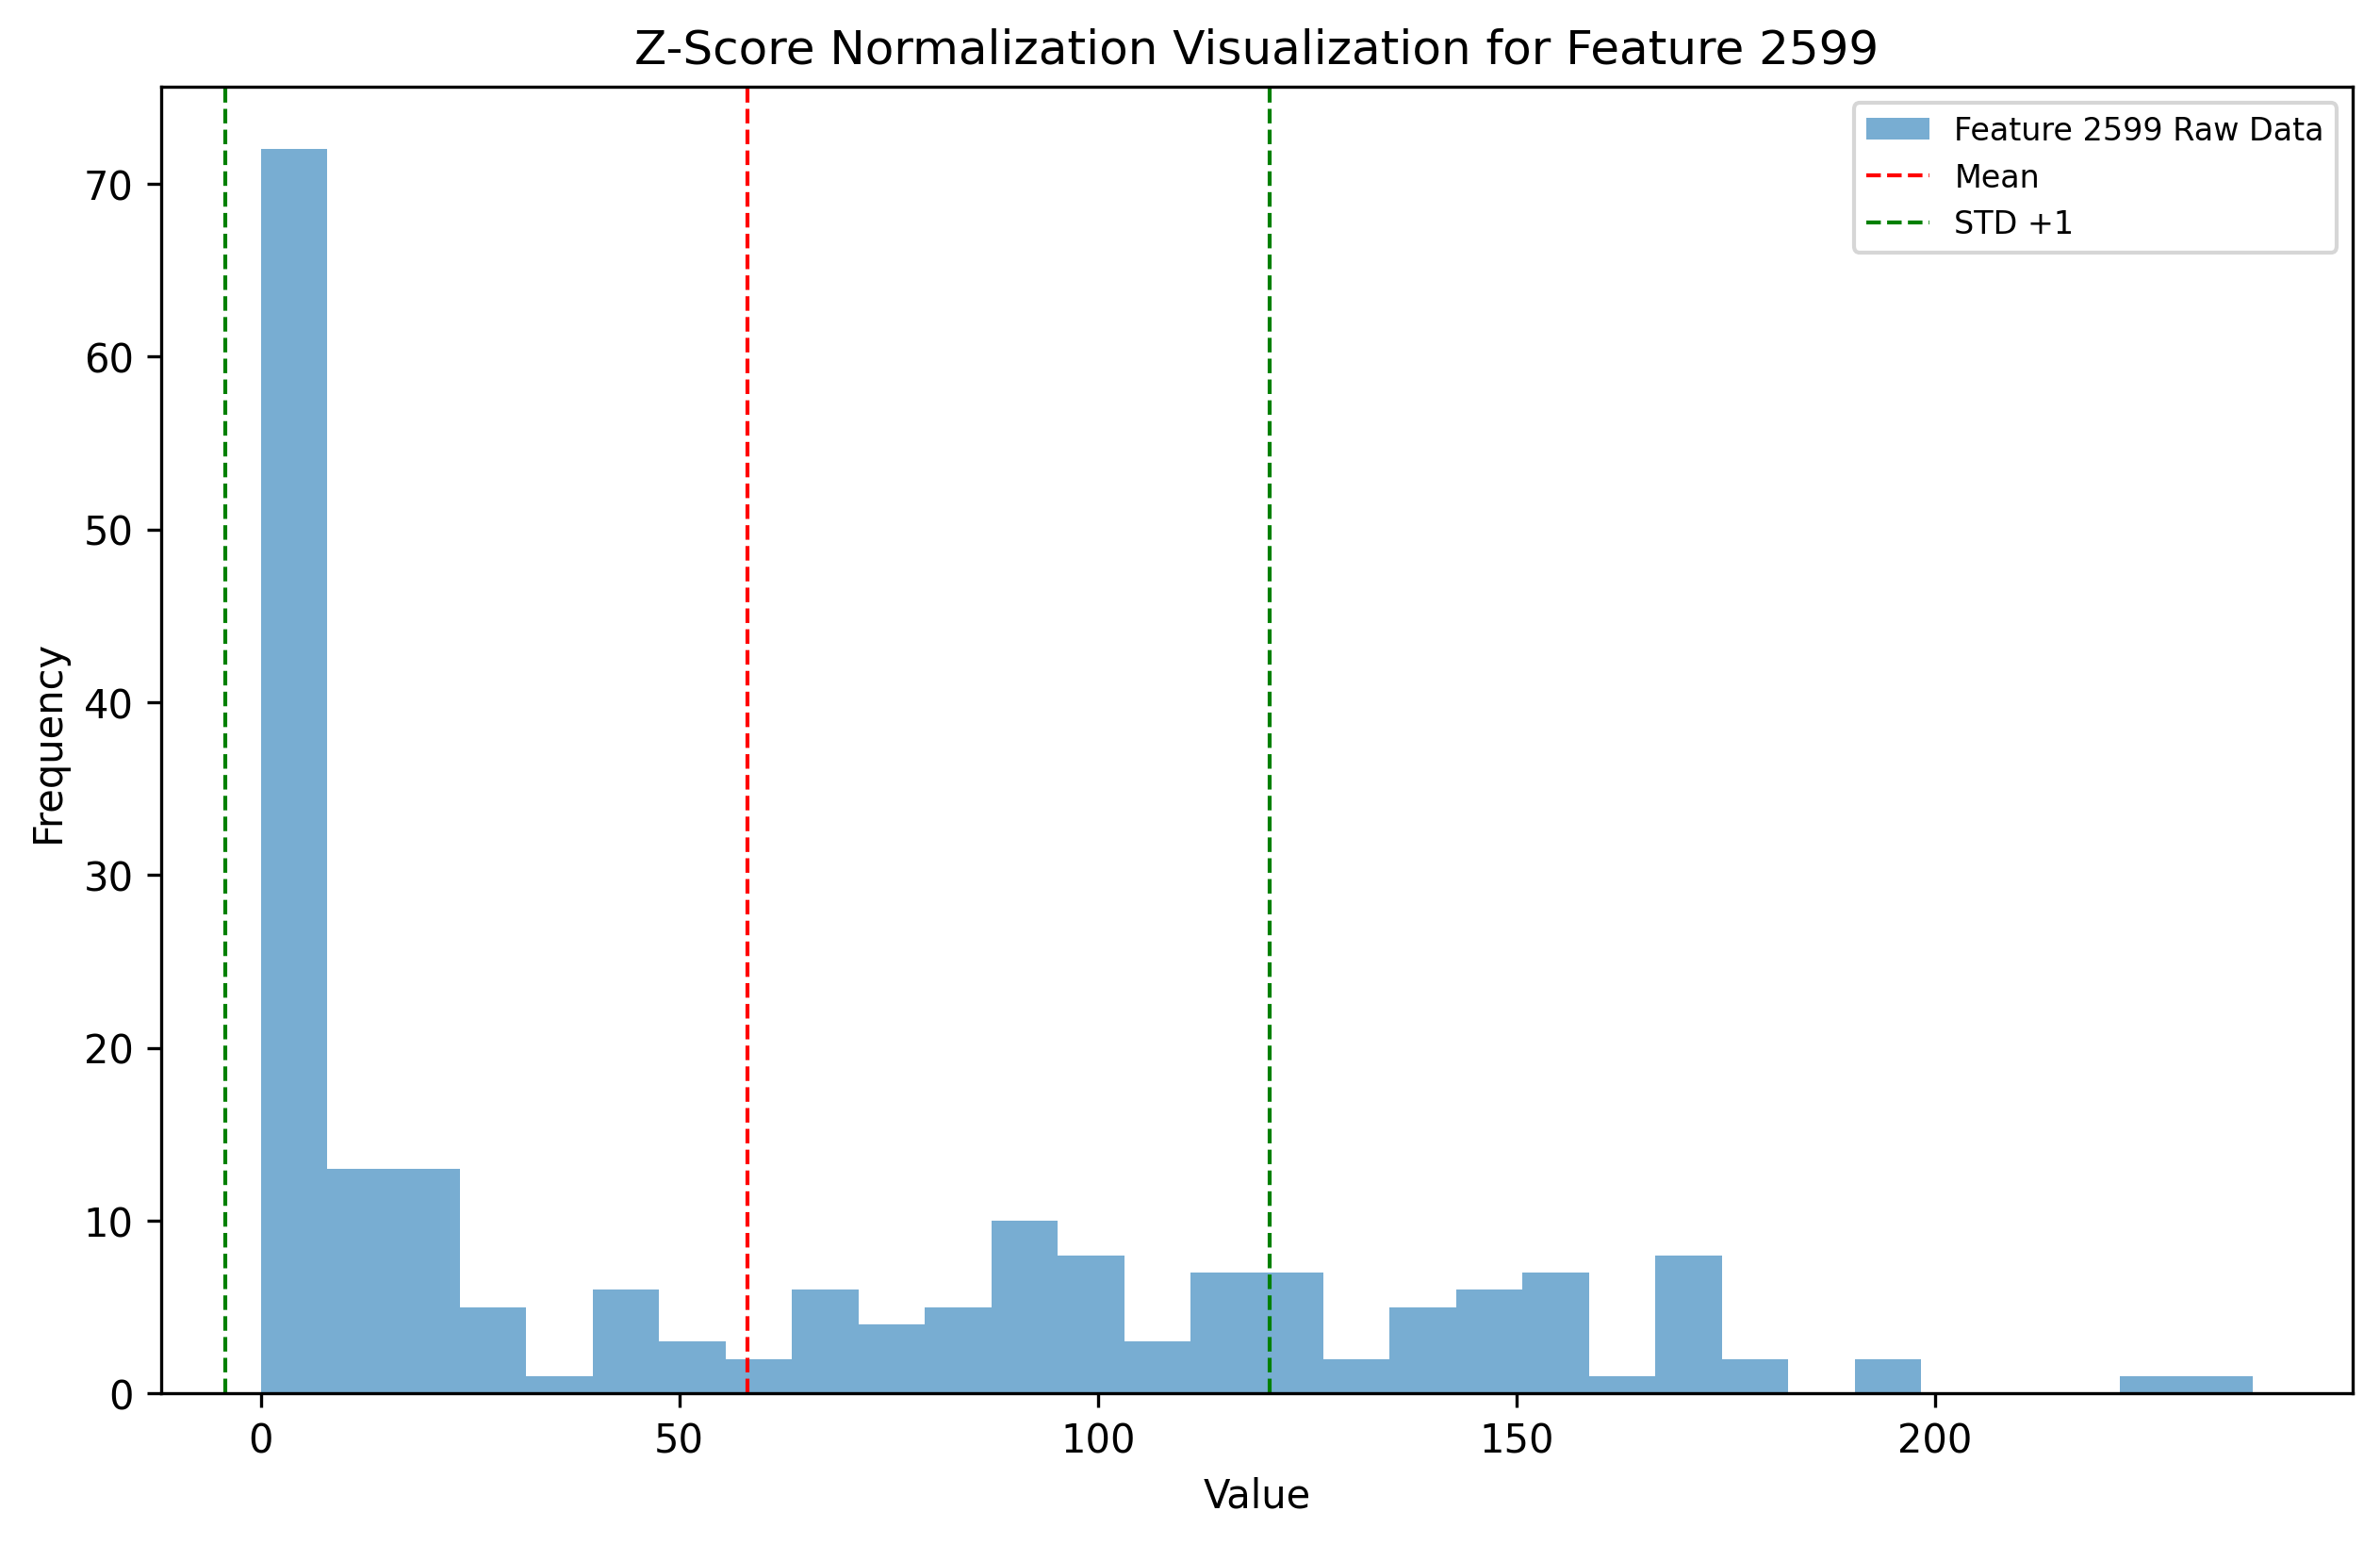 Z-Score Normalization Visualization for Feature 2599
Feature 2599 Raw Data
Mean
STD +1
Frequency
70
60
50
40
30
20
10
0
0 50 100 150 200
Value